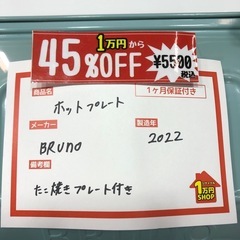 1万円から
45%OFF
¥5500
税込
商品名
1ヶ月保証付き
ホットプレート
メーカー
製造年
BRUNO
2022
備考欄
たこ焼きプレート付き
1万円
SHOP